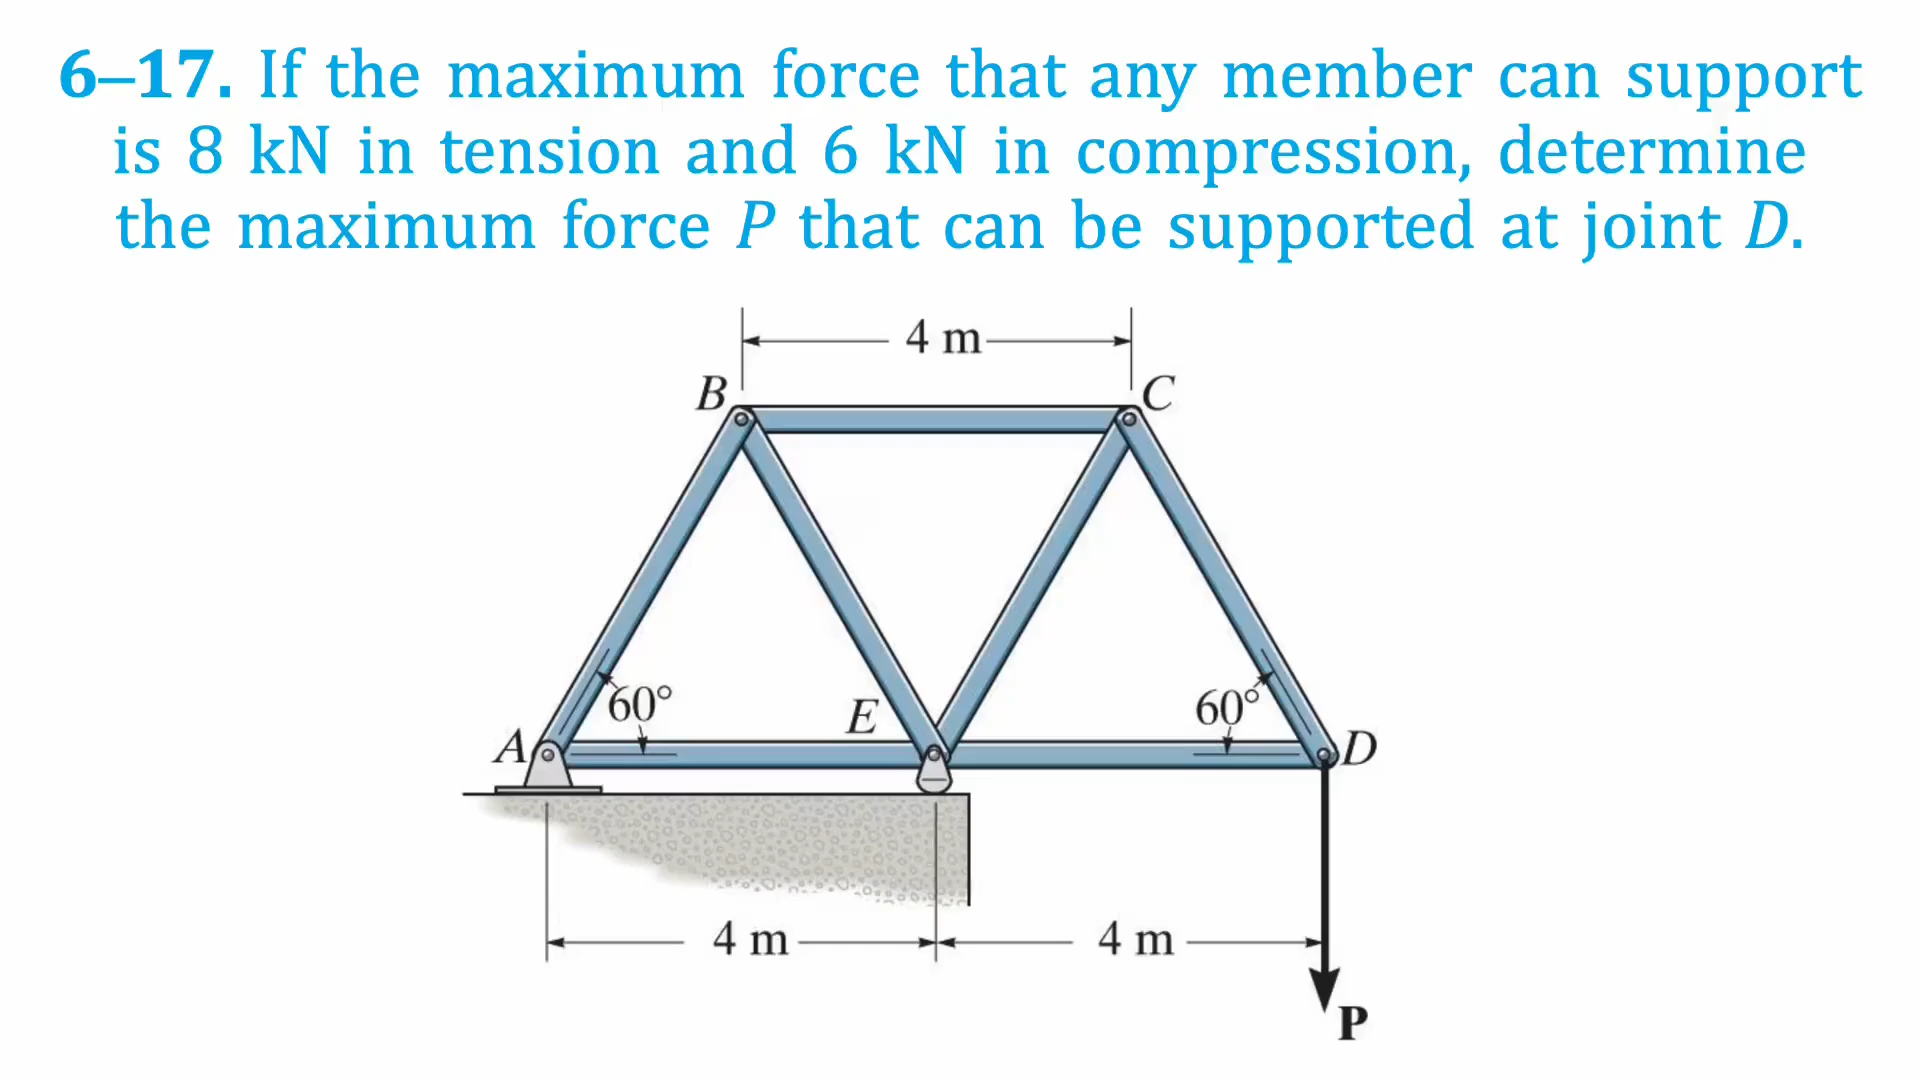 6–17. If the maximum force that any member can support
is 8 kN in tension and 6 kN in compression, determine
the maximum force P that can be supported at joint D.
4 m
B
C
60°
E
60°
A
D
4 m
4 m
P